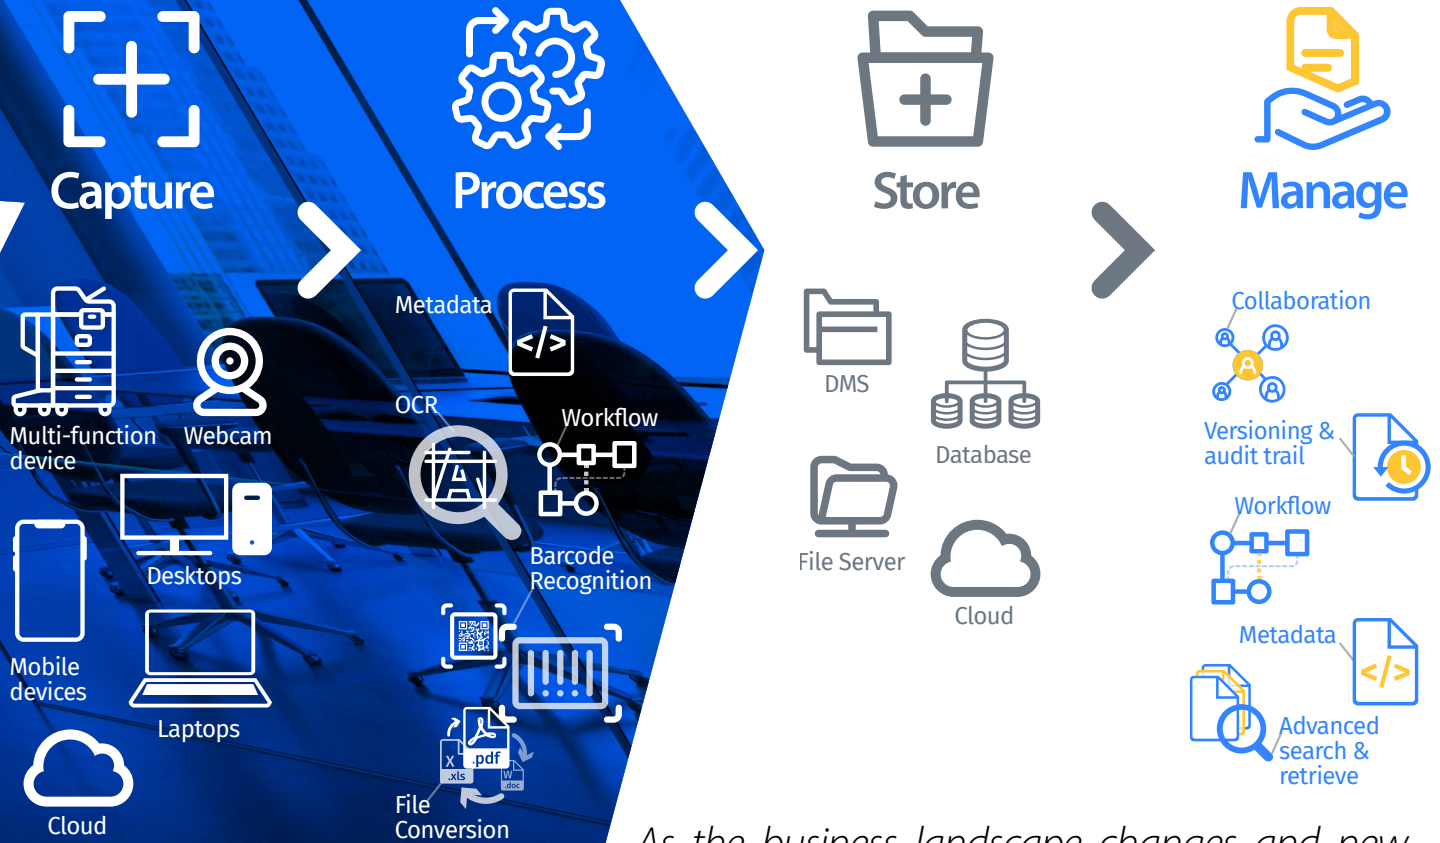 Capture
Process
Store
Manage
Multi-function
device
Webcam
Desktops
Mobile
devices
Laptops
Cloud
Metadata
</>
OCR
A
Workflow
Barcode
Recognition
.pdf
X
.xls
W
.doc
File
Conversion
DMS
Database
File Server
Cloud
Collaboration
Versioning &
audit trail
Workflow
Metadata
</>
Advanced
search &
retrieve
As the business landscape changes and new